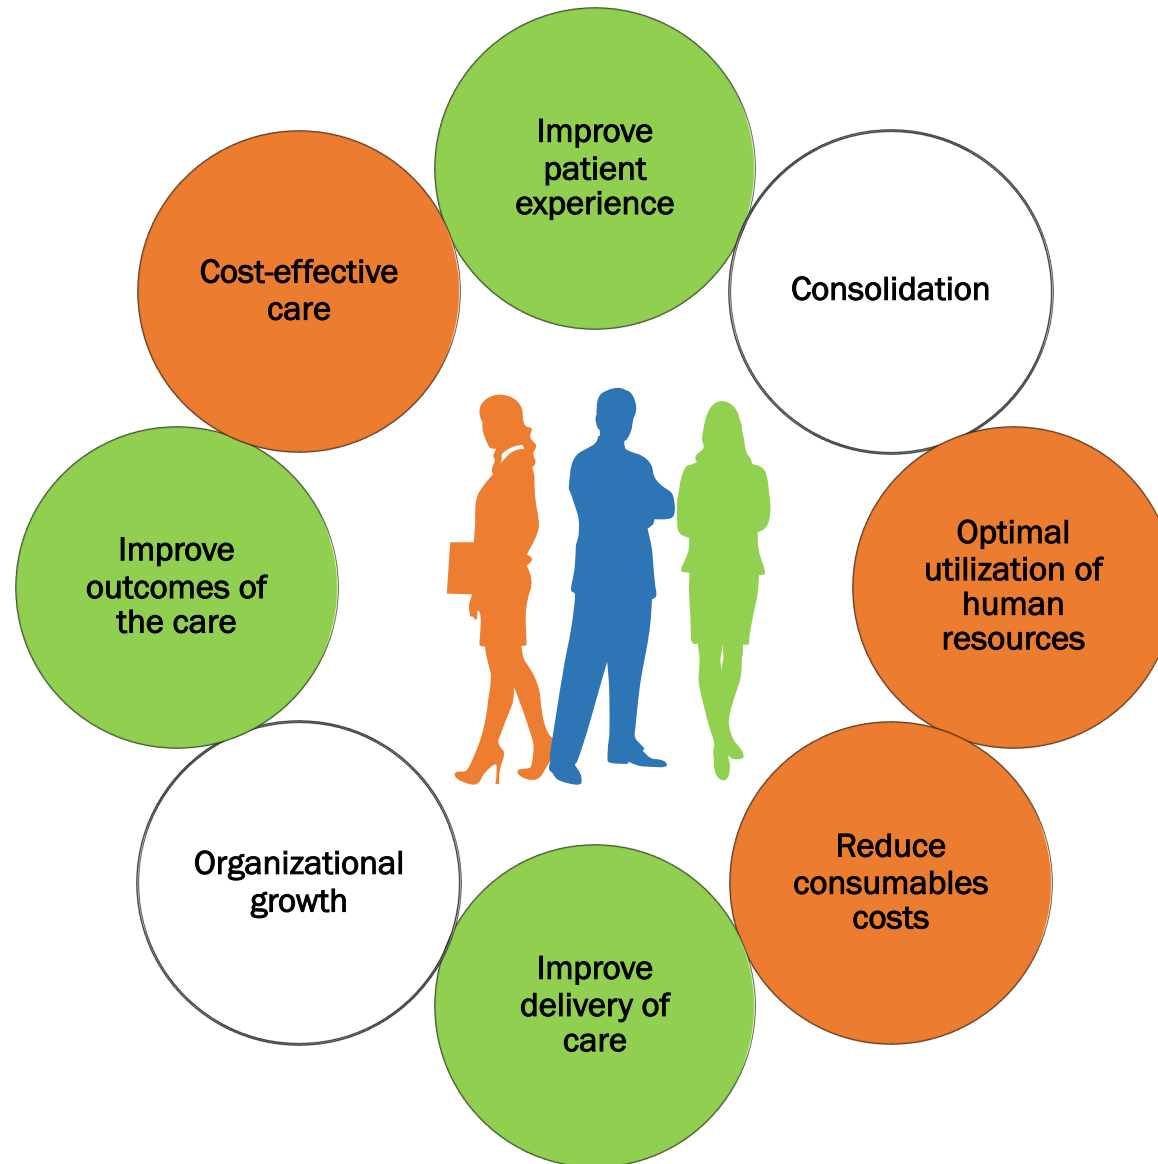 Improve
patient
experience
Consolidation
Cost-effective
care
Optimal
utilization of
human
resources
Improve
outcomes of
the care
Reduce
consumables
costs
Organizational
growth
Improve
delivery of
care